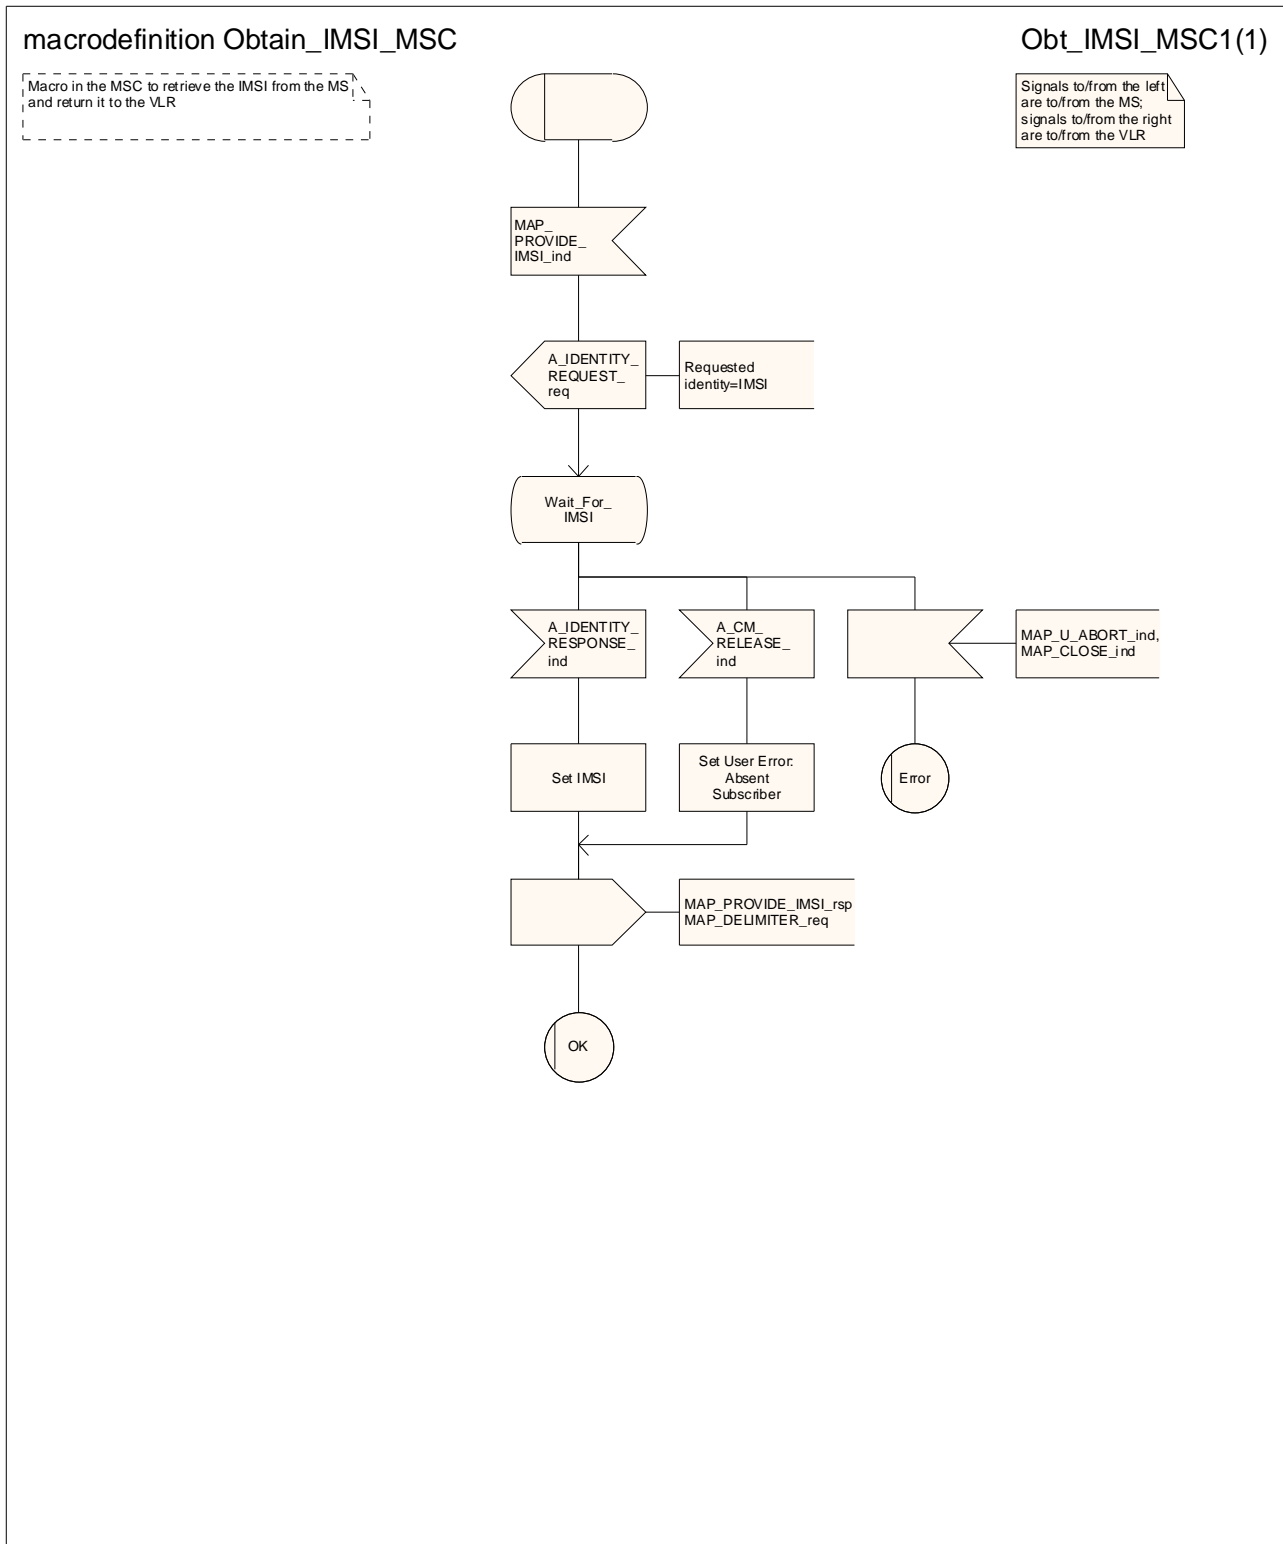 macrodefinition Obtain_IMSI_MSC
Obt_IMSI_MSC1(1)
Macro in the MSC to retrieve the IMSI from the MS
and return it to the VLR
Signals to/from the left
are to/from the MS;
signals to/from the right
are to/from the VLR
MAP_
PROVIDE_
IMSI_ind
A_IDENTITY_
REQUEST_
req
Requested
identity=IMSI
Wait_For_
IMSI
A_IDENTITY_
RESPONSE_
ind
A_CM_
RELEASE_
ind
MAP_U_ABORT_ind,
MAP_CLOSE_ind
Set IMSI
Set User Error:
Absent
Subscriber
Error
MAP_PROVIDE_IMSI_rsp
MAP_DELIMITER_req
OK